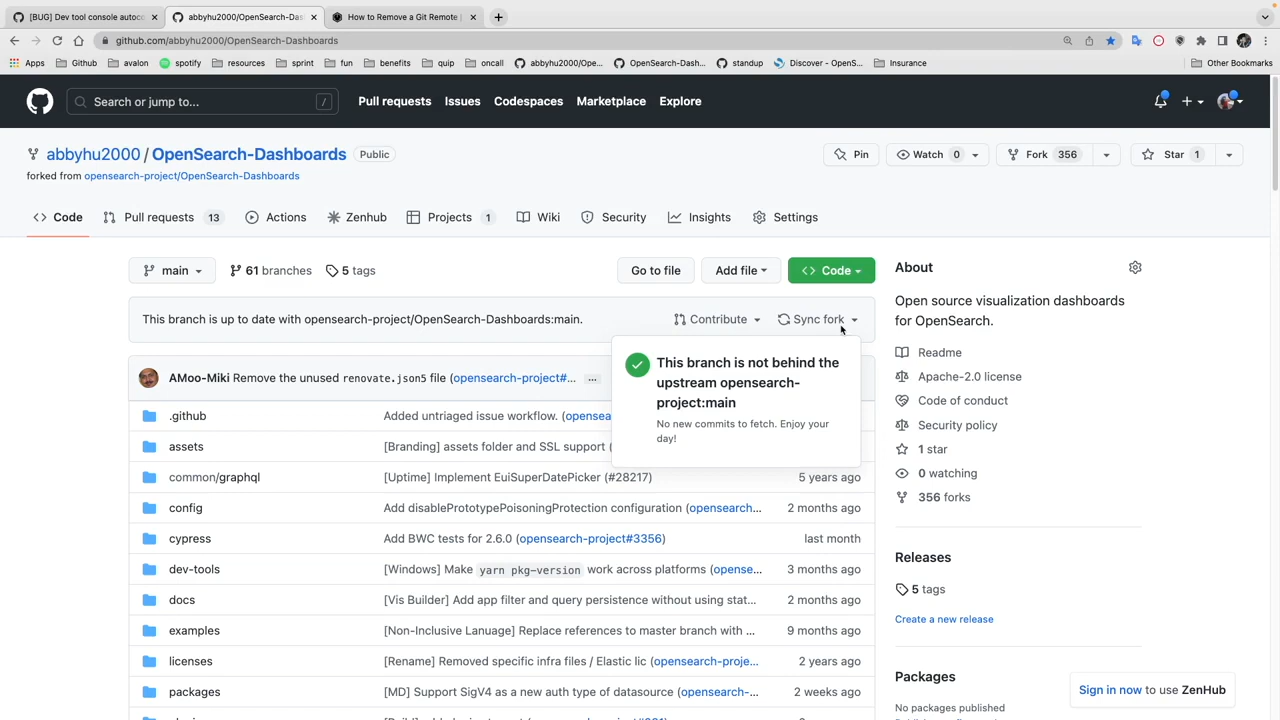 [BUG] Dev tool console autoco
abbyhu2000/OpenSearch-Dash
How to Remove a Git Remote
github.com/abbyhu2000/OpenSearch-Dashboards
Apps Github avalon spotify resources sprint fun benefits quip oncall abbyhu2000/Ope... OpenSearch-Dash... standup Discover - OpenS... Insurance Other Bookmarks
Search or jump to... /
Pull requests Issues Codespaces Marketplace Explore
abbyhu2000 / OpenSearch-Dashboards Public
Pin Watch 0 Fork 356 Star 1
forked from opensearch-project/OpenSearch-Dashboards
Code Pull requests 13 Actions Zenhub Projects 1 Wiki Security Insights Settings
main 61 branches 5 tags Go to file Add file Code
This branch is up to date with opensearch-project/OpenSearch-Dashboards:main. Contribute Sync fork
This branch is not behind the
upstream opensearch-
project:main
No new commits to fetch. Enjoy your
day!
AMoo-Miki Remove the unused renovate.json5 file (opensearch-project#... ...
.github Added untriaged issue workflow. (opensea
assets [Branding] assets folder and SSL support (
common/graphql [Uptime] Implement EuiSuperDatePicker (#28217) 5 years ago
config Add disablePrototypePoisoningProtection configuration (opensearch... 2 months ago
cypress Add BWC tests for 2.6.0 (opensearch-project#3356) last month
dev-tools [Windows] Make yarn pkg-version work across platforms (opense... 3 months ago
docs [Vis Builder] Add app filter and query persistence without using stat... 2 months ago
examples [Non-Inclusive Lanuage] Replace references to master branch with ... 9 months ago
licenses [Rename] Removed specific infra files / Elastic lic (opensearch-proje... 2 years ago
packages [MD] Support SigV4 as a new auth type of datasource (opensearch-... 2 weeks ago
About
Open source visualization dashboards
for OpenSearch.
Readme
Apache-2.0 license
Code of conduct
Security policy
1 star
0 watching
356 forks
Releases
5 tags
Create a new release
Packages
No packages published
Sign in now to use ZenHub